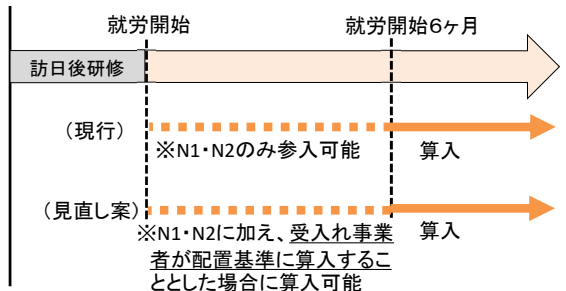 就労開始 就労開始6ヶ月
訪日後研修
（現行）
※N1・N2のみ参入可能 算入
（見直し案）
※N1・N2に加え、受入れ事業 算入
者が配置基準に算入するこ
ととした場合に算入可能